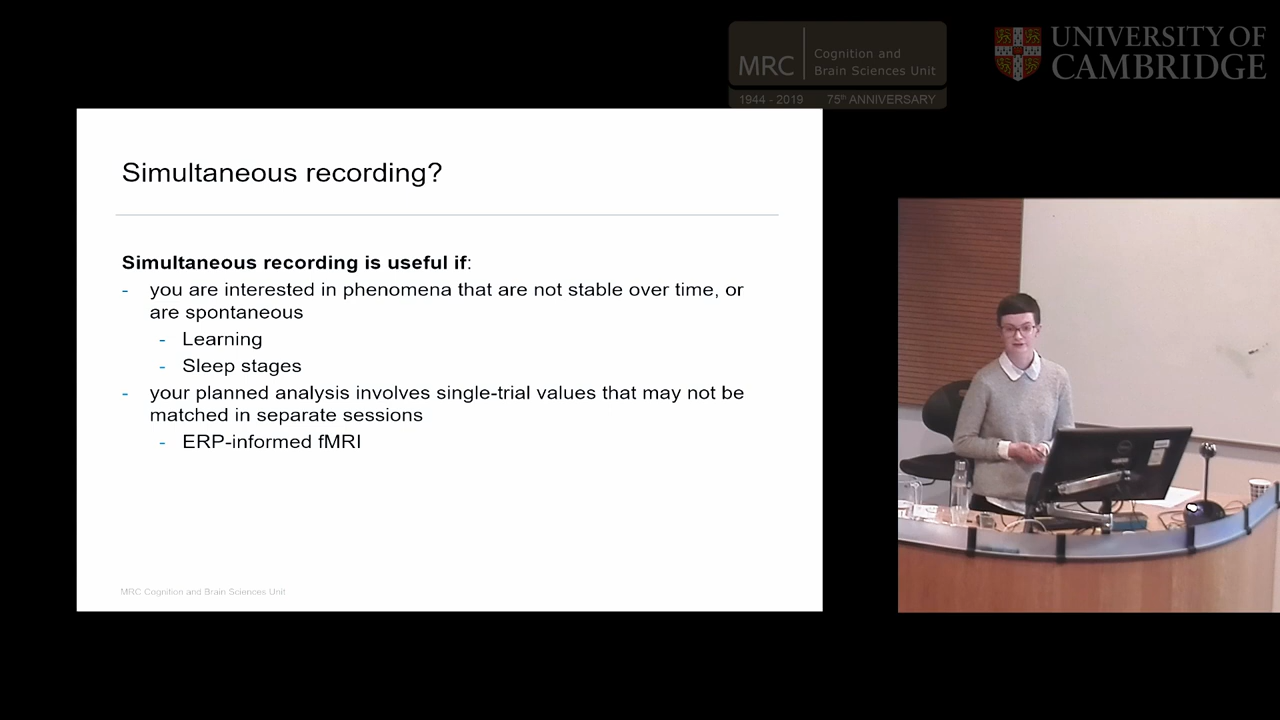 MRC
Cognition and
Brain Sciences Unit
1944 - 2019 75th ANNIVERSARY
UNIVERSITY OF
CAMBRIDGE
Simultaneous recording?
Simultaneous recording is useful if:
- you are interested in phenomena that are not stable over time, or
are spontaneous
- Learning
- Sleep stages
- your planned analysis involves single-trial values that may not be
matched in separate sessions
- ERP-informed fMRI
MRC Cognition and Brain Sciences Unit